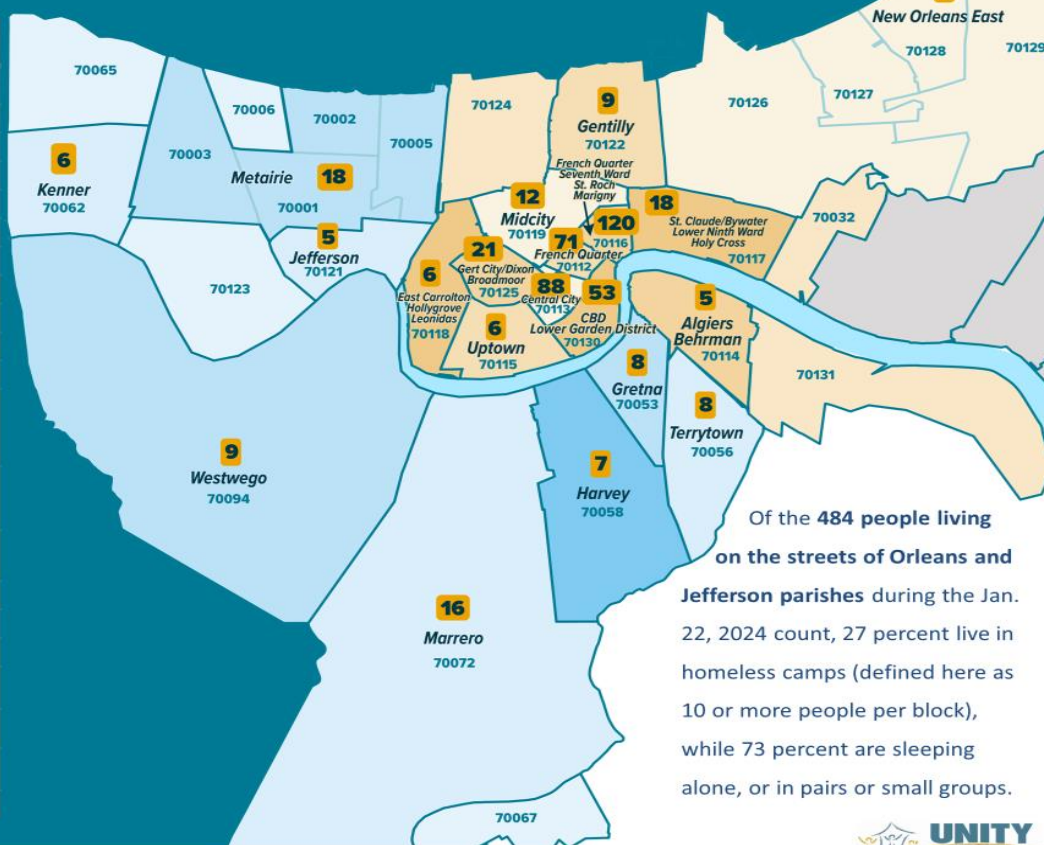 New Orleans East
70128
70129
70127
70126
70065
70006
70002
70005
70003
6
Kenner
70062
Metairie 18
70001
5
Jefferson
70121
70123
70124
9
Gentilly
70122
French Quarter
Seventh Ward
St. Roch
Marigny
120
70116
12
Midcity
70119
71
French Quarter
70112
18
St. Claude/Bywater
Lower Ninth Ward
Holy Cross
70117
70032
21
Gert City/Dixon
Broadmoor
70125
6
East Carrolton
Hollygrove
Leonidas
70118
88
Central City
70113
53
CBD
Lower Garden District
70130
6
Uptown
70115
5
Algiers
Behrman
70114
70131
8
Gretna
70053
8
Terrytown
70056
9
Westwego
70094
7
Harvey
70058
16
Marrero
70072
70067
Of the 484 people living
on the streets of Orleans and
Jefferson parishes during the Jan.
22, 2024 count, 27 percent live in
homeless camps (defined here as
10 or more people per block),
while 73 percent are sleeping
alone, or in pairs or small groups.
UNITY